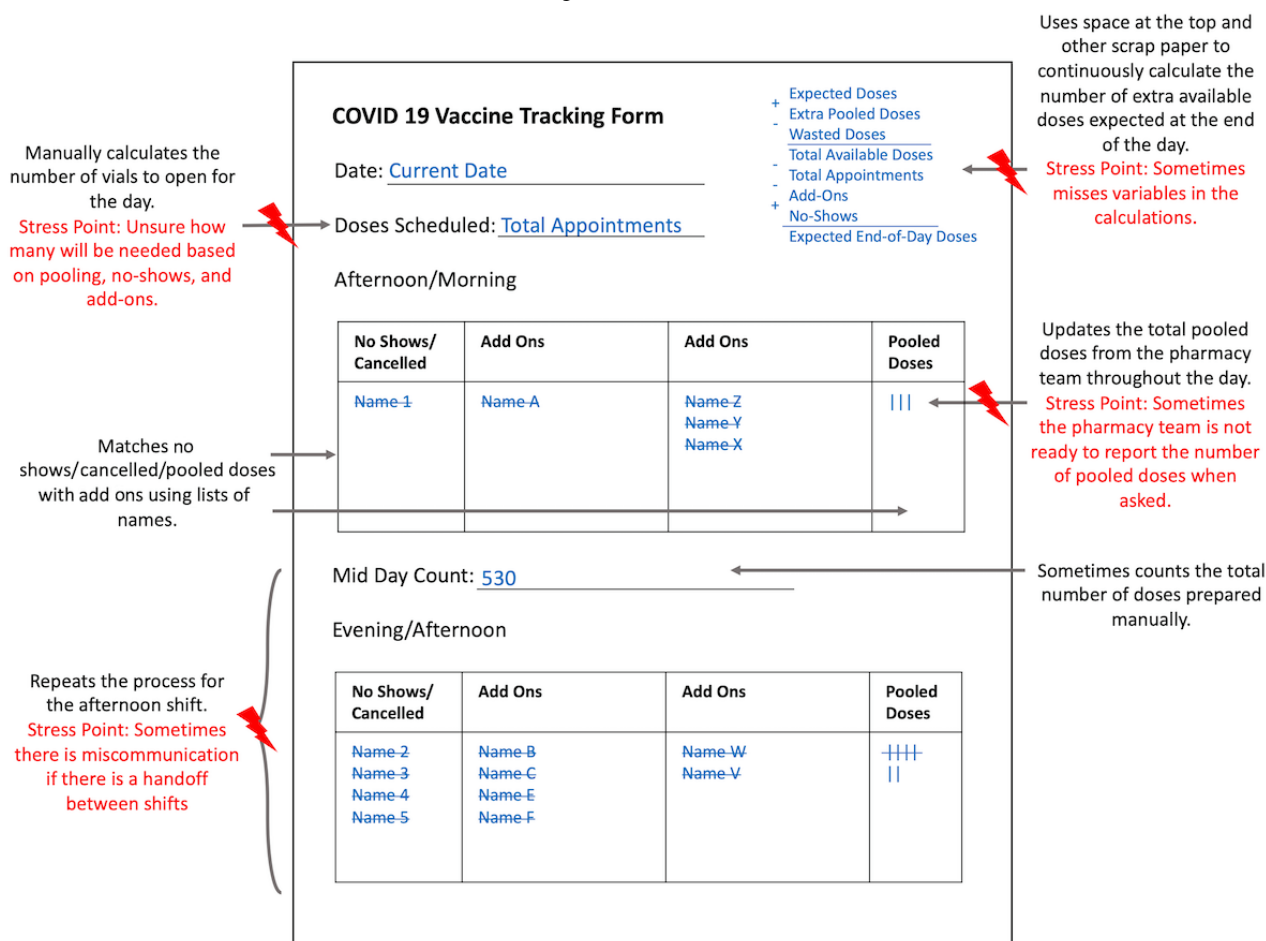 Uses space at the top and
other scrap paper to
continuously calculate the
number of extra available
doses expected at the end
of the day.
Stress Point: Sometimes
misses variables in the
calculations.
COVID 19 Vaccine Tracking Form
Expected Doses
+ Extra Pooled Doses
- Wasted Doses
Total Available Doses
- Total Appointments
- Add-Ons
+ No-Shows
Expected End-of-Day Doses
Manually calculates the
number of vials to open for
the day.
Stress Point: Unsure how
many will be needed based
on pooling, no-shows, and
add-ons.
Date: Current Date
Doses Scheduled: Total Appointments
Afternoon/Morning
No Shows/
Cancelled
Add Ons
Add Ons
Pooled
Doses
Name 1
Name A
Name Z
Name Y
Name X
|||
Updates the total pooled
doses from the pharmacy
team throughout the day.
Stress Point: Sometimes
the pharmacy team is not
ready to report the number
of pooled doses when
asked.
Matches no
shows/cancelled/pooled doses
with add ons using lists of
names.
Mid Day Count: 530
Sometimes counts the total
number of doses prepared
manually.
Evening/Afternoon
Repeats the process for
the afternoon shift.
Stress Point: Sometimes
there is miscommunication
if there is a handoff
between shifts
No Shows/
Cancelled
Add Ons
Add Ons
Pooled
Doses
Name 2
Name 3
Name 4
Name 5
Name B
Name C
Name E
Name F
Name W
Name V
||||
||